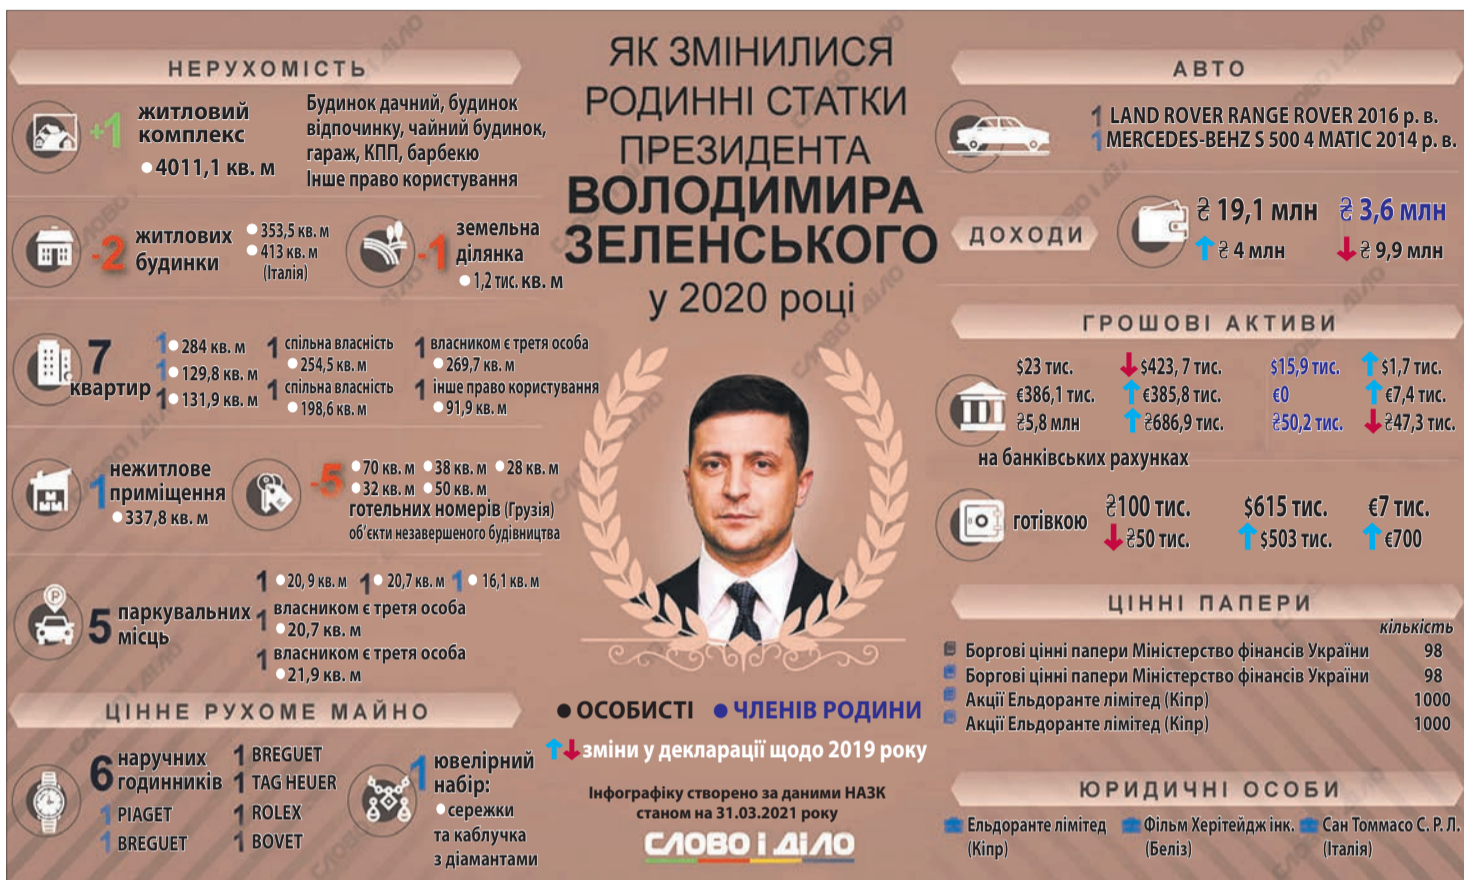 ЯК ЗМІНИЛИСЯ
РОДИННІ СТАТКИ
ПРЕЗИДЕНТА
ВОЛОДИМИРА
ЗЕЛЕНСЬКОГО
у 2020 році
НЕРУХОМІСТЬ
+1 житловий
комплекс
4011,1 кв. м
Будинок дачний, будинок
відпочинку, чайний будинок,
гараж, КПП, барбекю
Інше право користування
-2 житлових
будинки
353,5 кв. м
413 кв. м
(Італія)
-1 земельна
ділянка
1,2 тис. кв. м
7
квартир
1 284 кв. м
1 129,8 кв. м
1 131,9 кв. м
1 спільна власність
254,5 кв. м
1 спільна власність
198,6 кв. м
1 власником є третя особа
269,7 кв. м
1 інше право користування
91,9 кв. м
1 нежитлове
приміщення
337,8 кв. м
-5 70 кв. м 38 кв. м 28 кв. м
32 кв. м 50 кв. м
готельних номерів (Грузія)
об'єкти незавершеного будівництва
P
5 паркувальних
місць
1 20, 9 кв. м 1 20,7 кв. м 1 16,1 кв. м
1 власником є третя особа
20,7 кв. м
1 власником є третя особа
21,9 кв. м
ЦІННЕ РУХОМЕ МАЙНО
6 наручних
годинників
1 PIAGET
1 BREGUET
1 BREGUET
1 TAG HEUER
1 ROLEX
1 BOVET
1 ювелірний
набір:
сережки
та каблучка
з діамантами
ОСОБИСТІ ЧЛЕНІВ РОДИНИ
зміни у декларації щодо 2019 року
Інфографіку створено за даними НАЗК
станом на 31.03.2021 року
СЛОВО І ДІЛО
АВТО
1 LAND ROVER RANGE ROVER 2016 р. в.
1 MERCEDES-BEHZ S 500 4 MATIC 2014 р. в.
ДОХОДИ
₴ 19,1 млн ₴ 3,6 млн
↑ ₴ 4 млн ↓ ₴ 9,9 млн
ГРОШОВІ АКТИВИ
$23 тис. ↓ $423, 7 тис. $15,9 тис. ↑ $1,7 тис.
€386,1 тис. ↑ €385,8 тис. €0 ↑ €7,4 тис.
₴5,8 млн ↑ ₴686,9 тис. ₴50,2 тис. ↓ ₴47,3 тис.
на банківських рахунках
готівкою
₴100 тис. $615 тис. €7 тис.
↓ ₴50 тис. ↑ $503 тис. ↑ €700
ЦІННІ ПАПЕРИ
кількість
Боргові цінні папери Міністерство фінансів України 98
Боргові цінні папери Міністерство фінансів України 98
Акції Ельдоранте лімітед (Кіпр) 1000
Акції Ельдоранте лімітед (Кіпр) 1000
ЮРИДИЧНІ ОСОБИ
Ельдоранте лімітед
(Кіпр)
Фільм Херітейдж інк.
(Беліз)
Сан Томмасо С. Р. Л.
(Італія)